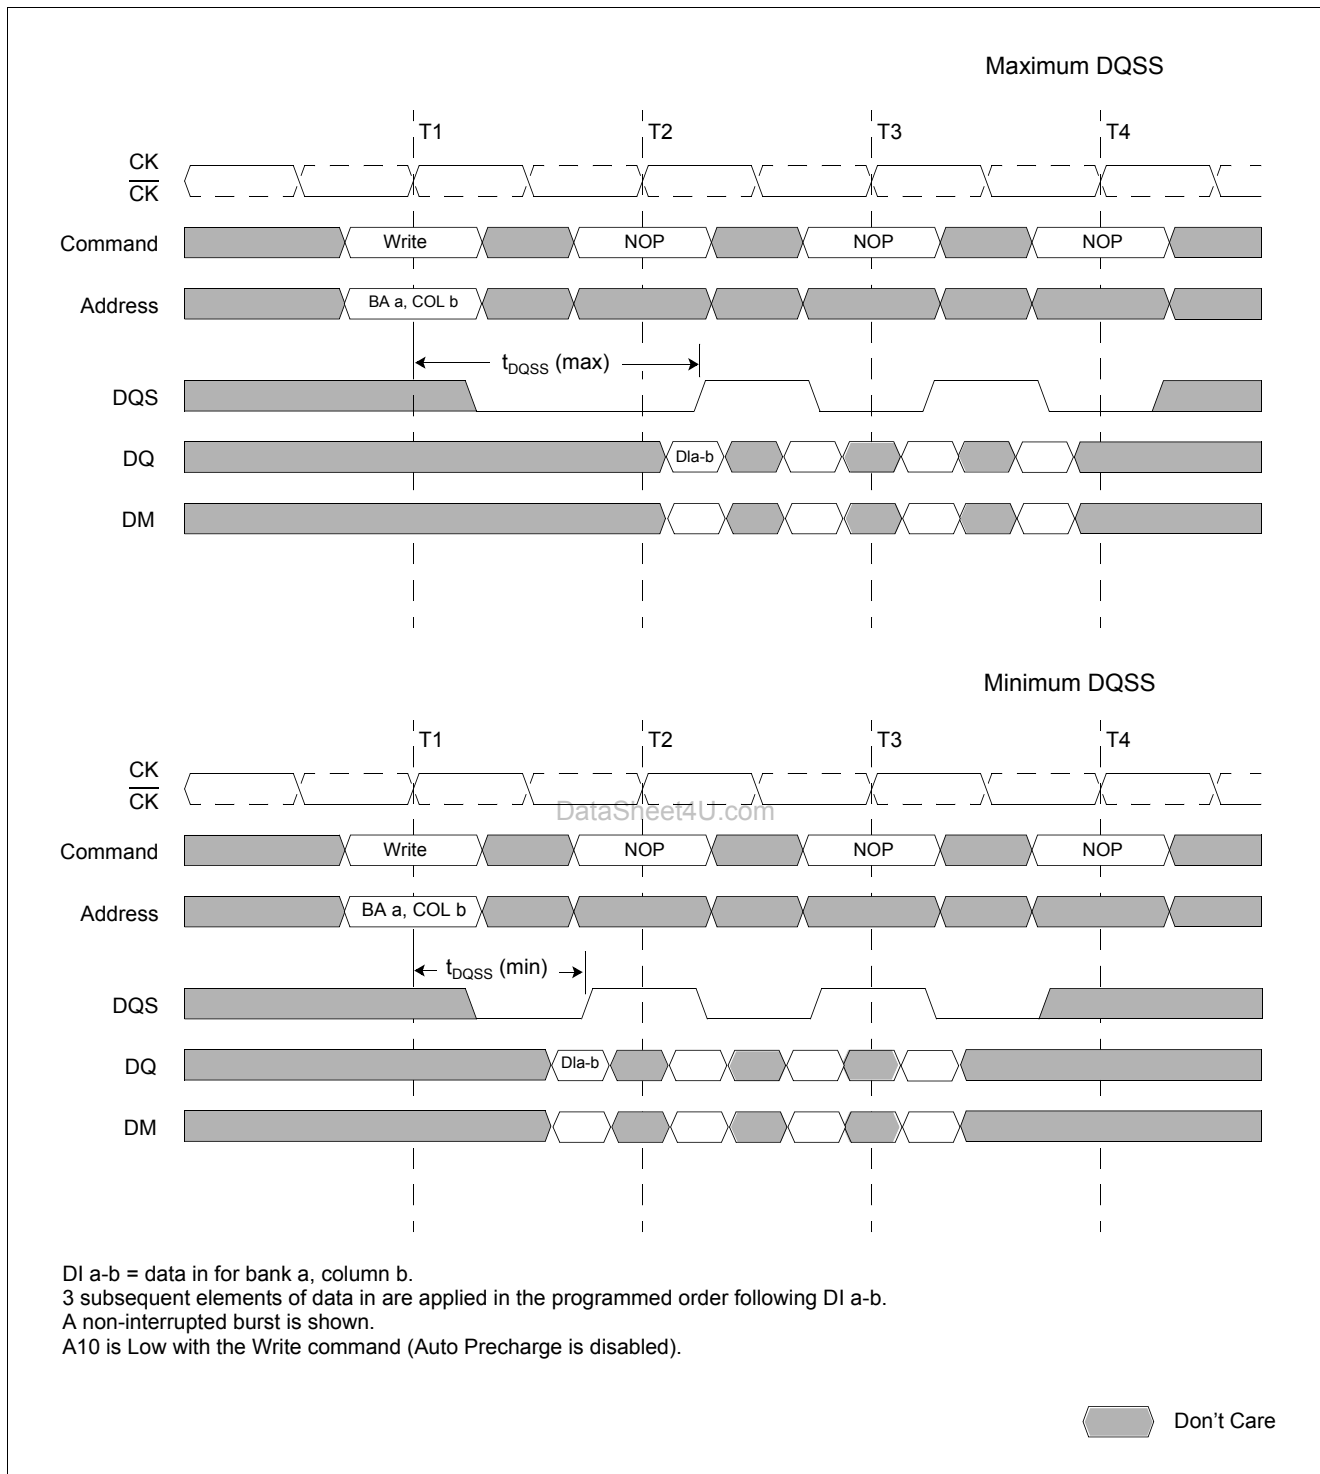 Maximum DQSS
T1 T2 T3 T4
CK
CK
Command Write NOP NOP NOP
Address BA a, COL b
tDQSS (max)
DQS
DQ DIa-b
DM
Minimum DQSS
T1 T2 T3 T4
CK
CK
DataSheet4U.com
Command Write NOP NOP NOP
Address BA a, COL b
tDQSS (min)
DQS
DQ DIa-b
DM
DI a-b = data in for bank a, column b.
3 subsequent elements of data in are applied in the programmed order following DI a-b.
A non-interrupted burst is shown.
A10 is Low with the Write command (Auto Precharge is disabled).
Don't Care